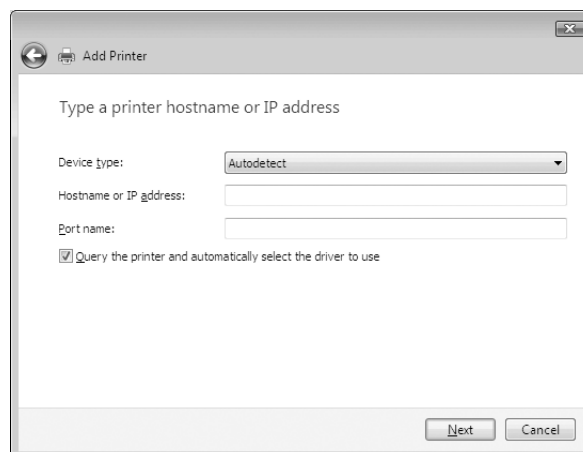 Add Printer
Type a printer hostname or IP address
Device type: Autodetect
Hostname or IP address:
Port name:
Query the printer and automatically select the driver to use
Next Cancel